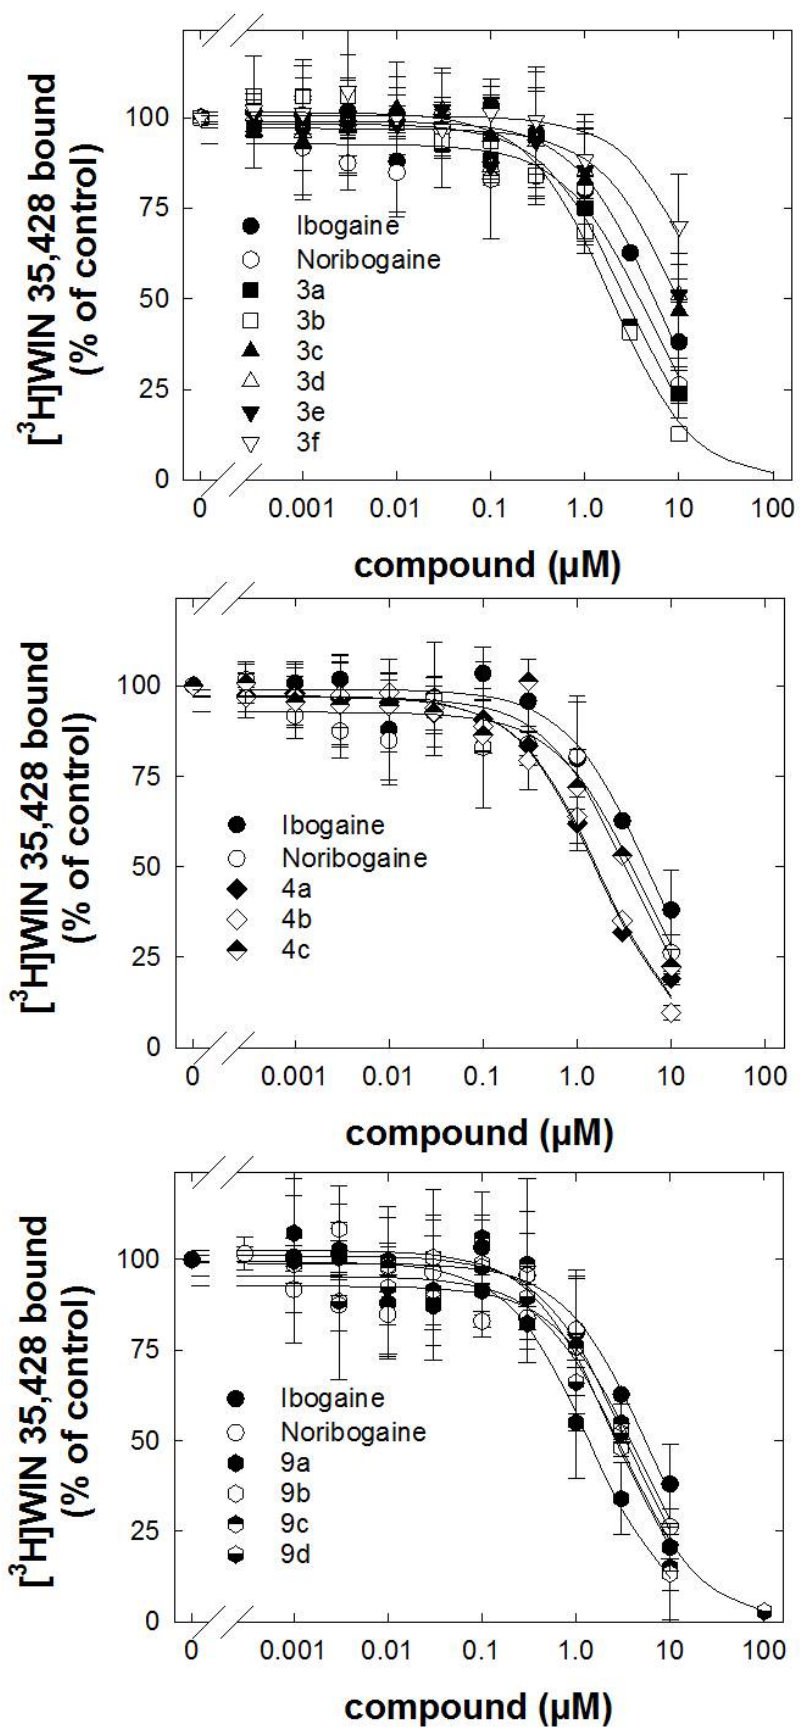 [³H]WIN 35,428 bound
(% of control)
100
75
50
25
0
Ibogaine
Noribogaine
3a
3b
3c
3d
3e
3f
0 0.001 0.01 0.1 1.0 10 100
compound (µM)
[³H]WIN 35,428 bound
(% of control)
100
75
50
25
0
Ibogaine
Noribogaine
4a
4b
4c
0 0.001 0.01 0.1 1.0 10 100
compound (µM)
[³H]WIN 35,428 bound
(% of control)
100
75
50
25
0
Ibogaine
Noribogaine
9a
9b
9c
9d
0 0.001 0.01 0.1 1.0 10 100
compound (µM)